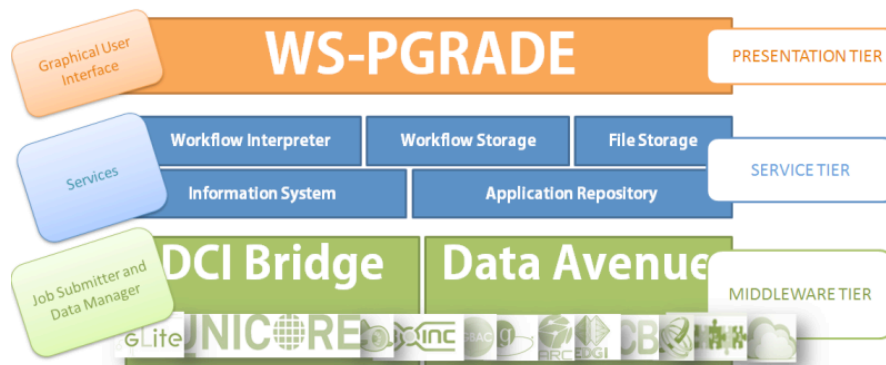 Graphical User
Interface
WS-PGRADE
PRESENTATION TIER
Workflow Interpreter
Workflow Storage
File Storage
Services
SERVICE TIER
Information System
Application Repository
DCI Bridge
Data Avenue
Job Submitter and
Data Manager
MIDDLEWARE TIER
gLite
UNICORE
GBAC
ARC
EDGI